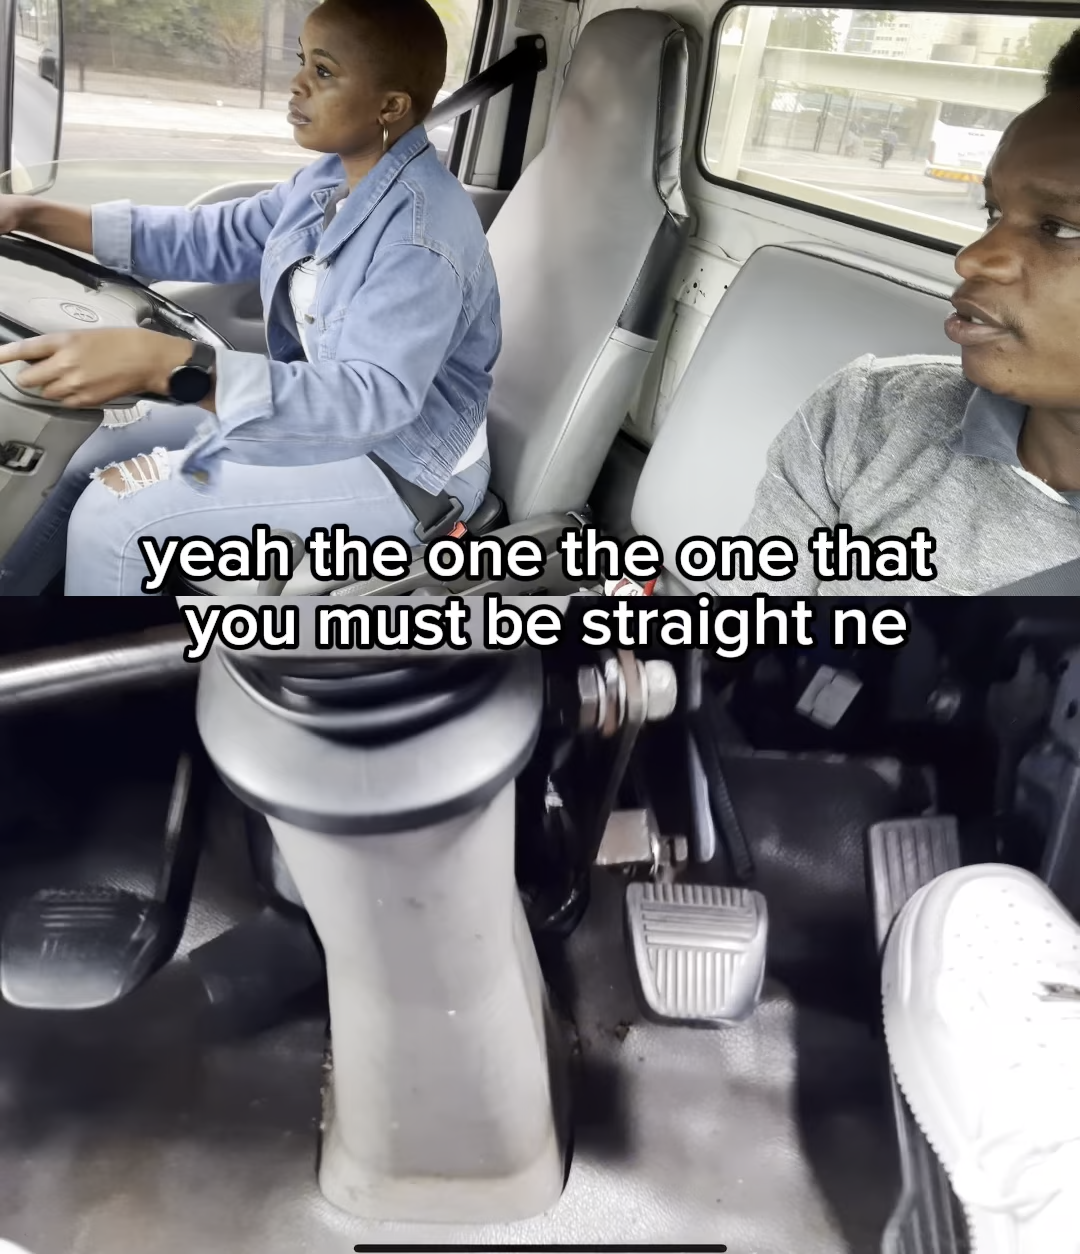 yeah the one the one that
you must be straight ne